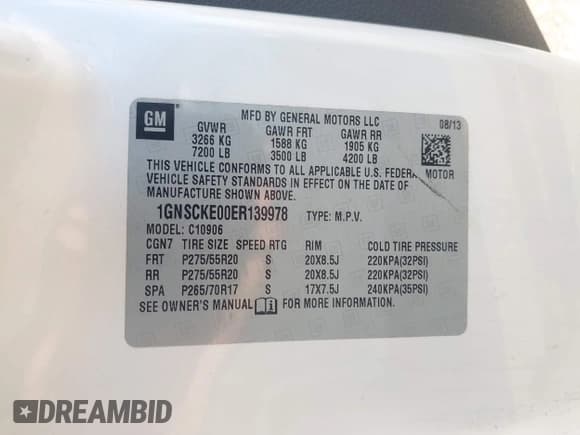 GM
MFD BY GENERAL MOTORS LLC
08/13
GVWR GAWR FRT GAWR RR
3266 KG 1588 KG 1905 KG
7200 LB 3500 LB 4200 LB
MOTOR
THIS VEHICLE CONFORMS TO ALL APPLICABLE U.S. FEDERAL MOTOR
VEHICLE SAFETY STANDARDS IN EFFECT ON THE DATE OF
MANUFACTURE SHOWN ABOVE.
1GNSCKE00ER139978 TYPE: M.P.V.
MODEL: C10906
CGN7 TIRE SIZE SPEED RTG RIM COLD TIRE PRESSURE
FRT P275/55R20 S 20X8.5J 220KPA(32PSI)
RR P275/55R20 S 20X8.5J 220KPA(32PSI)
SPA P265/70R17 S 17X7.5J 240KPA(35PSI)
SEE OWNER'S MANUAL FOR MORE INFORMATION.
DREAMBID